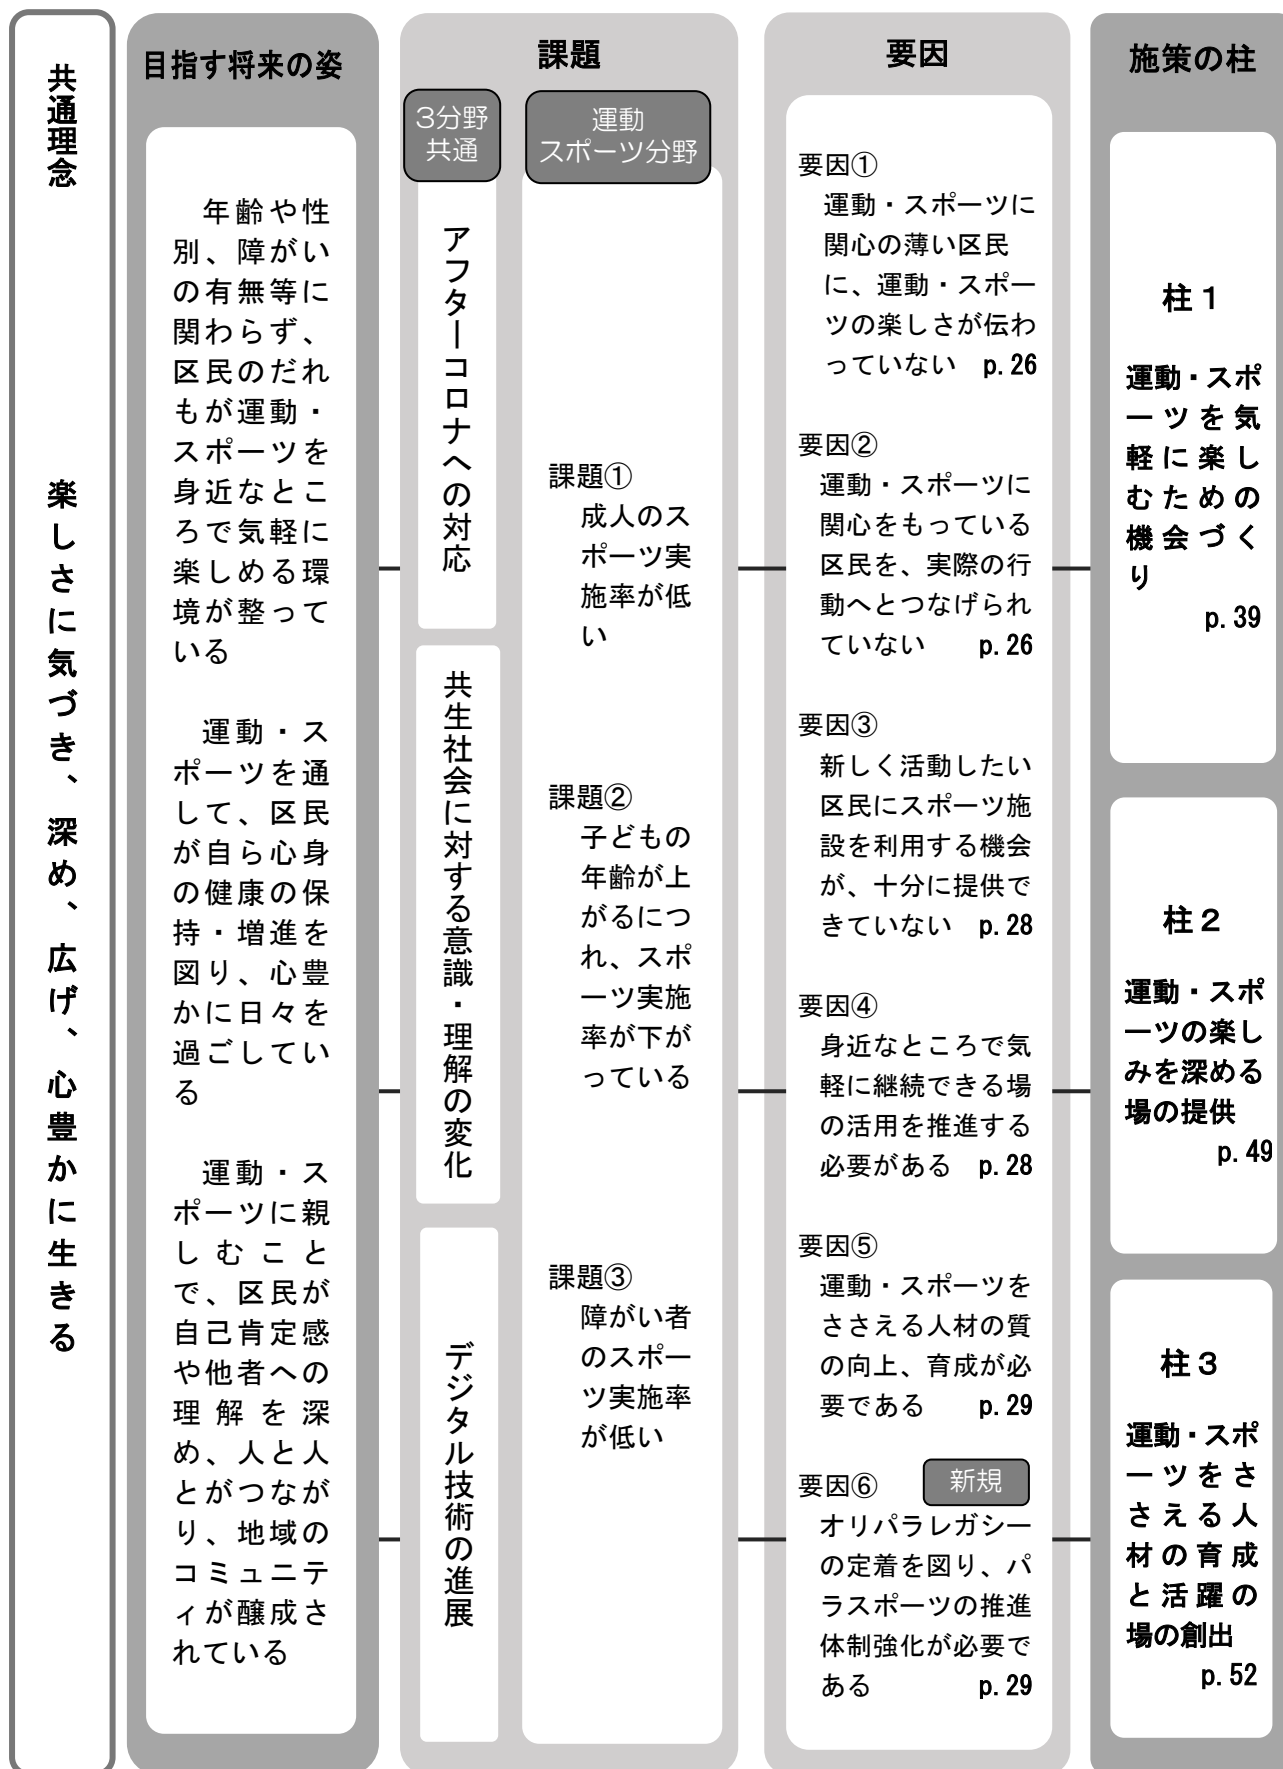 共通理念
楽しさに気づき、深め、広げ、心豊かに生きる
目指す将来の姿
年齢や性
別、障がい
の有無等に
関わらず、
区民のだれ
もが運動・
スポーツを
身近なとこ
ろで気軽に
楽しめる環
境が整って
いる
運動・ス
ポーツを通
して、区民
が自ら心身
の健康の保
持・増進を
図り、心豊
かに日々を
過ごしてい
る
運動・ス
ポーツに親
しむこと
で、区民が
自己肯定感
や他者への
理解を深
め、人と人
とがつなが
り、地域の
コミュニテ
ィが醸成さ
れている
課題
3分野
共通
アフターコロナへの対応
共生社会に対する意識・理解の変化
デジタル技術の進展
運動
スポーツ分野
課題①
成人のス
ポーツ実
施率が低
い
課題②
子どもの
年齢が上
がるにつ
れ、スポ
ーツ実施
率が下が
っている
課題③
障がい者
のスポー
ツ実施率
が低い
要因
要因①
運動・スポーツに
関心の薄い区民
に、運動・スポー
ツの楽しさが伝わ
っていない p.26
要因②
運動・スポーツに
関心をもっている
区民を、実際の行
動へとつなげられ
ていない p.26
要因③
新しく活動したい
区民にスポーツ施
設を利用する機会
が、十分に提供で
きていない p.28
要因④
身近なところで気
軽に継続できる場
の活用を推進する
必要がある p.28
要因⑤
運動・スポーツを
ささえる人材の質
の向上、育成が必
要である p.29
要因⑥ 新規
オリパラレガシー
の定着を図り、パ
ラスポーツの推進
体制強化が必要で
ある p.29
施策の柱
柱1
運動・スポ
ーツを気
軽に楽し
むための
機会づく
り
p.39
柱2
運動・スポ
ーツの楽し
みを深める
場の提供
p.49
柱3
運動・スポ
ーツをさ
さえる人
材の育成
と活躍の
場の創出
p.52